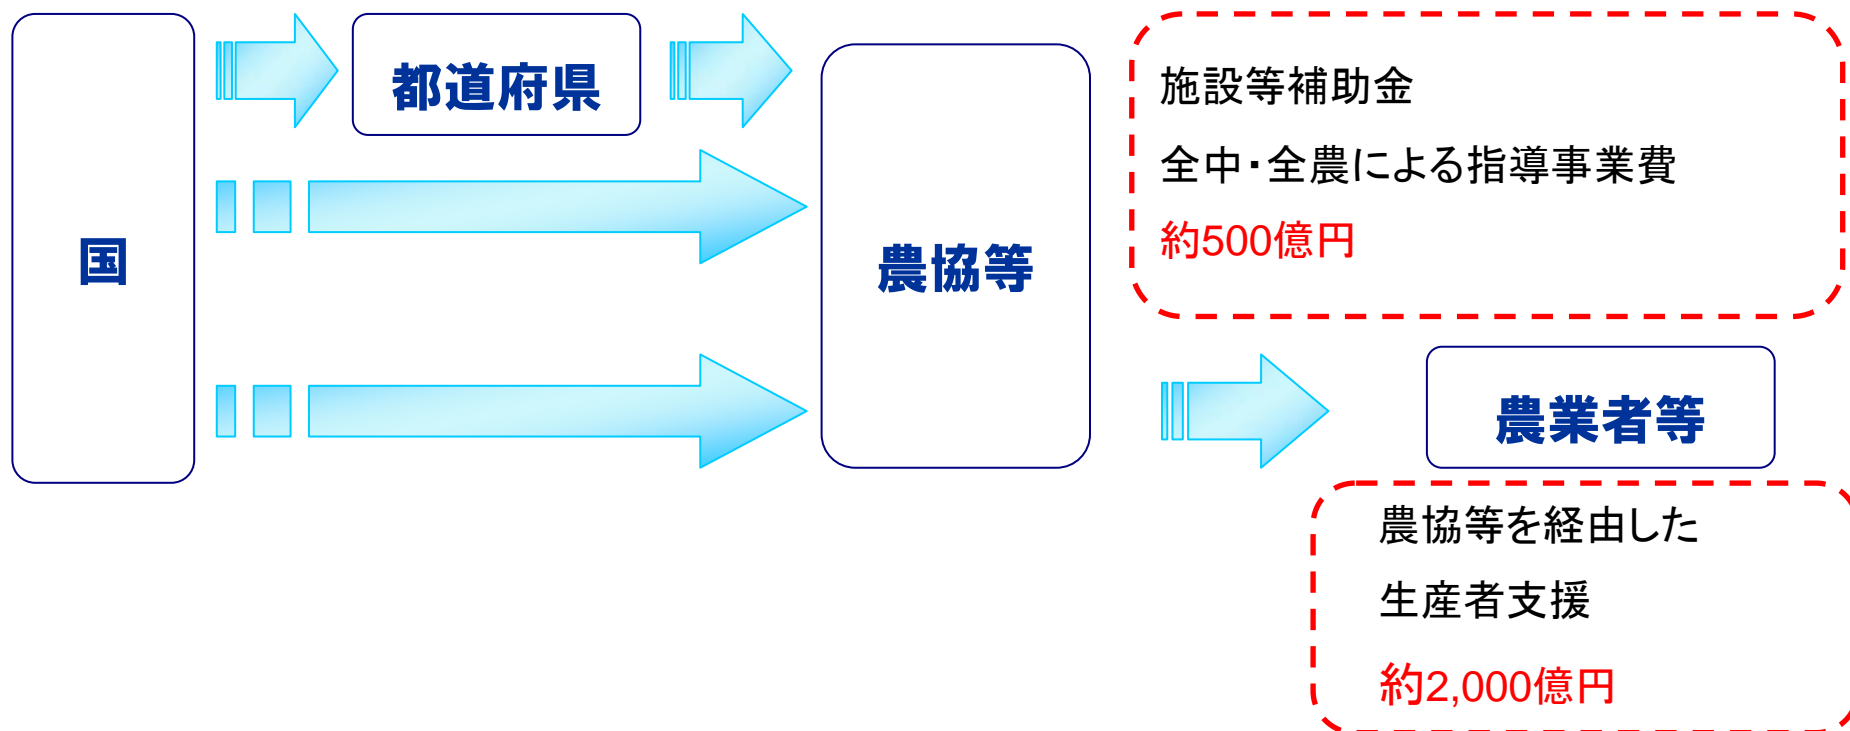 国
都道府県
農協等
施設等補助金
全中・全農による指導事業費
約500億円
農業者等
農協等を経由した
生産者支援
約2,000億円